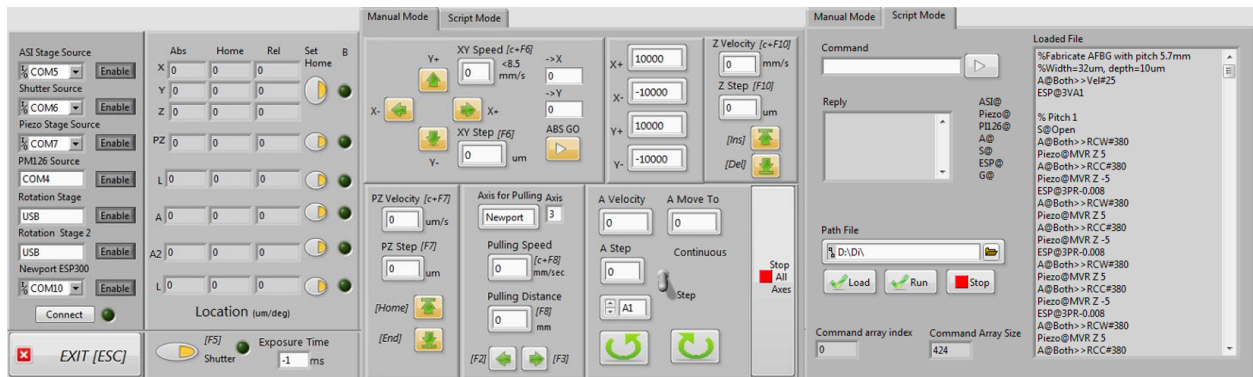 ASI Stage Source
COM5 Enable
Shutter Source
COM6 Enable
Piezo Stage Source
COM7 Enable
PM126 Source
COM4 Enable
Rotation Stage
USB Enable
Rotation Stage 2
USB Enable
Newport ESP300
COM10 Enable
Connect
EXIT [ESC]
Abs Home Rel Set Home B
X 0 0 0
Y 0 0 0
Z 0 0 0
PZ 0 0 0
L 0 0 0
A 0 0 0
A2 0 0 0
L 0 0 0
Location (um/deg)
[F5]
Shutter
Exposure Time
-1 ms
Manual Mode Script Mode
XY Speed [c+F6]
Y+ 0 <8.5 mm/s
->X
0
->Y
0
X- X+
XY Step [F6]
Y- 0 um
ABS GO
X+ 10000
X- -10000
Y+ 10000
Y- -10000
Z Velocity [c+F10]
0 mm/s
Z Step [F10]
0 um
[Ins]
[Del]
PZ Velocity [c+F7]
0 um/s
PZ Step [F7]
0 um
[Home]
[End]
Axis for Pulling Axis
Newport 3
Pulling Speed
0 [c+F8] mm/sec
Pulling Distance
0 [F8] mm
[F2] [F3]
A Velocity A Move To
0 0
A Step
0
Continuous
Step
A1
Stop
All
Axes
Manual Mode Script Mode
Command
Reply
ASI@
Piezo@
PI126@
A@
S@
ESP@
G@
Path File
D:\Di\
Load Run Stop
Command array index Command Array Size
0 424
Loaded File
%Fabricate AFBG with pitch 5.7mm
%Width=32um, depth=10um
A@Both>>Vel#25
ESP@3VA1
% Pitch 1
S@Open
A@Both>>RCW#380
Piezo@MVR Z 5
A@Both>>RCC#380
Piezo@MVR Z -5
ESP@3PR-0.008
A@Both>>RCW#380
Piezo@MVR Z 5
A@Both>>RCC#380
Piezo@MVR Z -5
ESP@3PR-0.008
A@Both>>RCW#380
Piezo@MVR Z 5
A@Both>>RCC#380
Piezo@MVR Z -5
ESP@3PR-0.008
A@Both>>RCW#380
Piezo@MVR Z 5
A@Both>>RCC#380